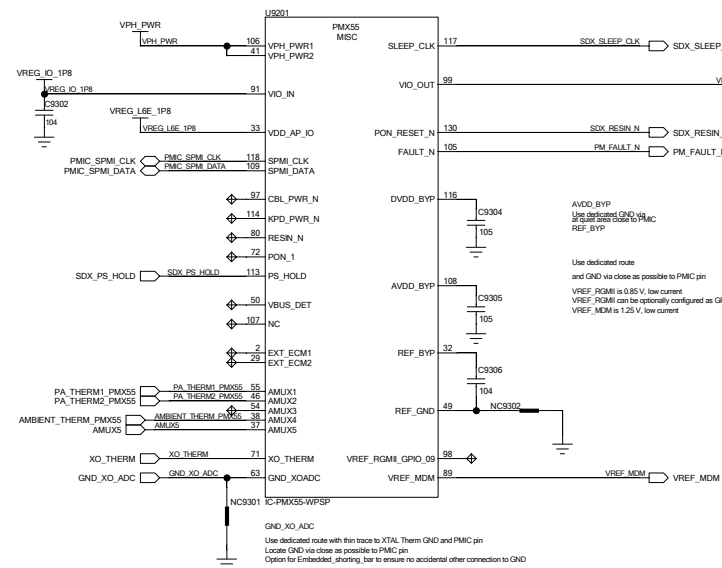 U9201
PMX55
MISC
VPH_PWR
VPH_PWR
106 VPH_PWR1
41 VPH_PWR2
VREG_IO_1P8
VREG_IO_1P8
91 VIO_IN
C9302
104
VREG_L6E_1P8
VREG_L6E_1P8
33 VDD_AP_IO
PMIC_SPMI_CLK PMIC_SPMI_CLK 118 SPMI_CLK
PMIC_SPMI_DATA PMIC_SPMI_DATA 109 SPMI_DATA
97 CBL_PWR_N
114 KPD_PWR_N
80 RESIN_N
72 PON_1
SDX_PS_HOLD SDX_PS_HOLD 113 PS_HOLD
50 VBUS_DET
107 NC
2 EXT_ECM1
29 EXT_ECM2
PA_THERM1_PMX55 PA_THERM1_PMX55 55 AMUX1
PA_THERM2_PMX55 PA_THERM2_PMX55 46 AMUX2
54 AMUX3
AMBIENT_THERM_PMX55 AMBIENT_THERM_PMX55 38 AMUX4
AMUX5 AMUX5 37 AMUX5
XO_THERM XO_THERM 71 XO_THERM
GND_XO_ADC GND_XO_ADC 63 GND_XOADC
NC9301 IC-PMX55-WPSP
SLEEP_CLK 117 SDX_SLEEP_CLK SDX_SLEEP_
VIO_OUT 99
PON_RESET_N 130 SDX_RESIN_N SDX_RESIN_
FAULT_N 105 PM_FAULT_N PM_FAULT_
DVDD_BYP 116
C9304
105
AVDD_BYP 108
C9305
105
REF_BYP 32
C9306
104
REF_GND 49 NC9302
VREF_RGMII_GPIO_09 98
VREF_MDM 89 VREF_MDM VREF_MDM
AVDD_BYP
Use dedicated GND via
at quiet area close to PMIC
REF_BYP
Use dedicated route
and GND via close as possible to PMIC pin
VREF_RGMII is 0.85 V, low current
VREF_RGMII can be optionally configured as
VREF_MDM is 1.25 V, low current
GND_XO_ADC
Use dedicated route with thin trace to XTAL Therm GND and PMIC pin
Locate GND via close as possible to PMIC pin
Option for Embedded_shorting_bar to ensure no accidental other connection to GND